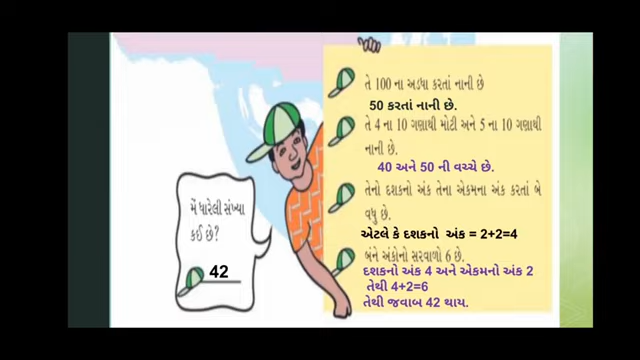 તે 100 ના અડધા કરતાં નાની છે
50 કરતાં નાની છે.
તે 4 ના 10 ગણાથી મોટી અને 5 ના 10 ગણાથી
નાની છે.
40 અને 50 ની વચ્ચે છે.
તેનો દશકનો અંક તેના એકમના અંક કરતાં બે
વધુ છે.
એટલે કે દશકનો અંક = 2+2=4
બંને અંકોનો સરવાળો 6 છે.
દશકનો અંક 4 અને એકમનો અંક 2
તેથી 4+2=6
તેથી જવાબ 42 થાય.
મેં ધારેલી સંખ્યા
કઈ છે?
42